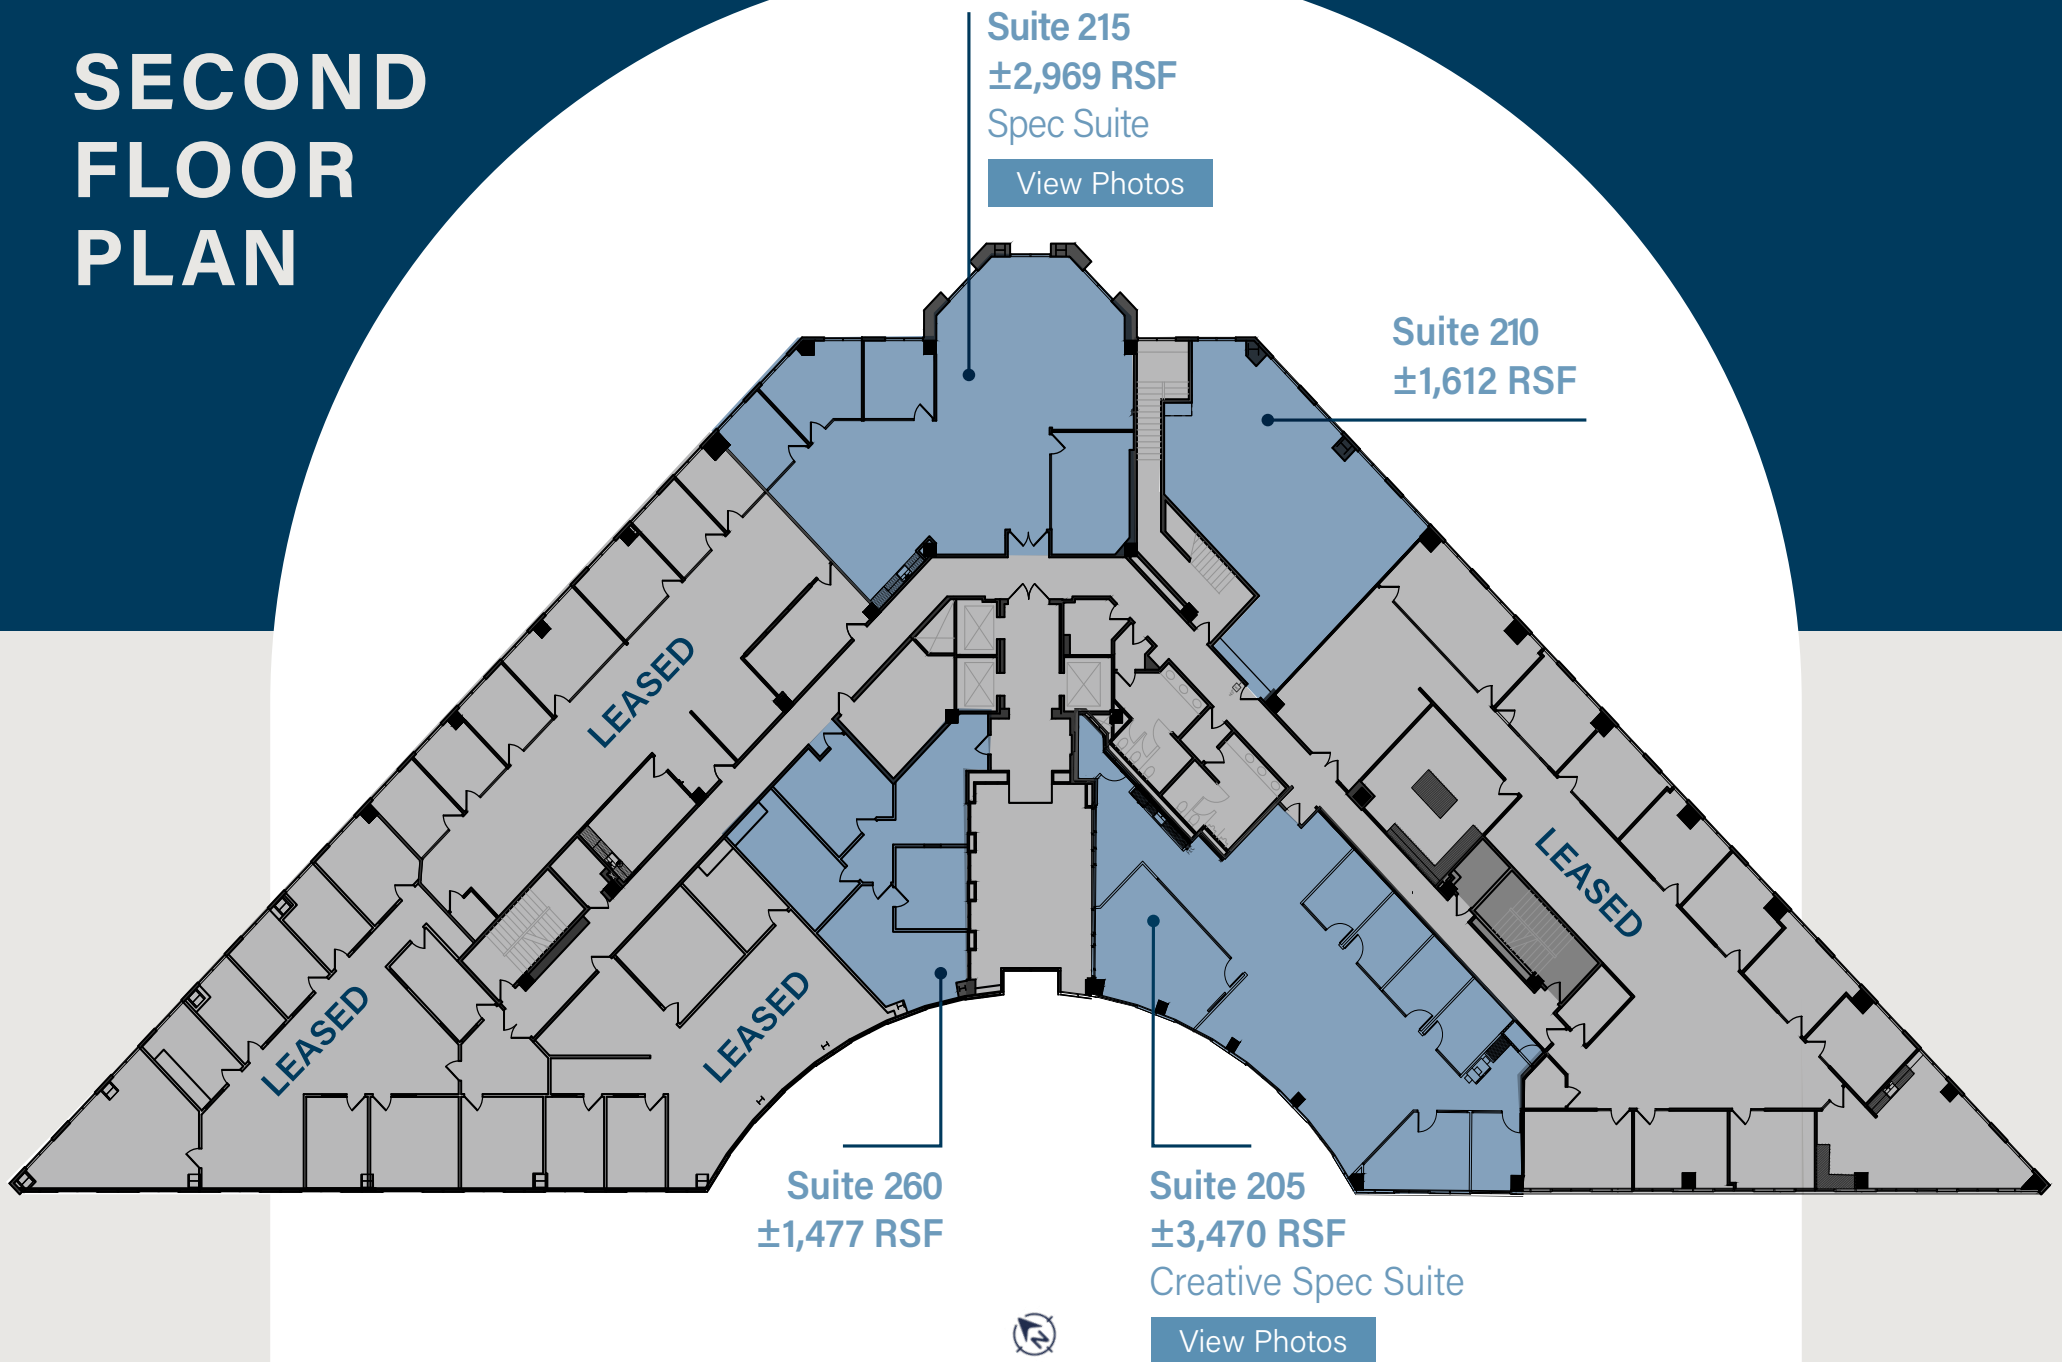 SECOND
FLOOR
PLAN
Suite 215
±2,969 RSF
Spec Suite
View Photos
Suite 210
±1,612 RSF
LEASED
LEASED
LEASED
LEASED
Suite 260
±1,477 RSF
Suite 205
±3,470 RSF
Creative Spec Suite
View Photos
N